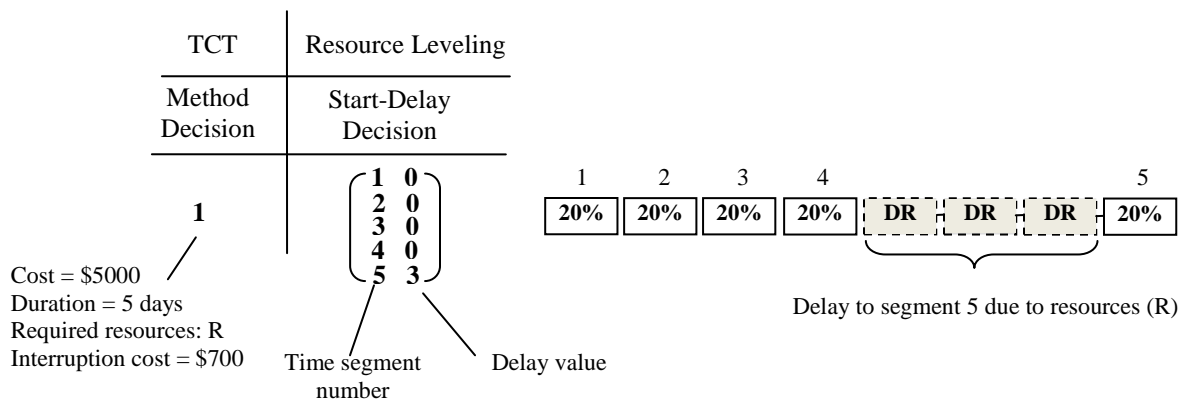 TCT
Resource Leveling
Method
Decision
Start-Delay
Decision
1
1 0
2 0
3 0
4 0
5 3
Cost = $5000
Duration = 5 days
Required resources: R
Interruption cost = $700
Time segment
number
Delay value
1 2 3 4 5
20% 20% 20% 20% DR DR DR 20%
Delay to segment 5 due to resources (R)